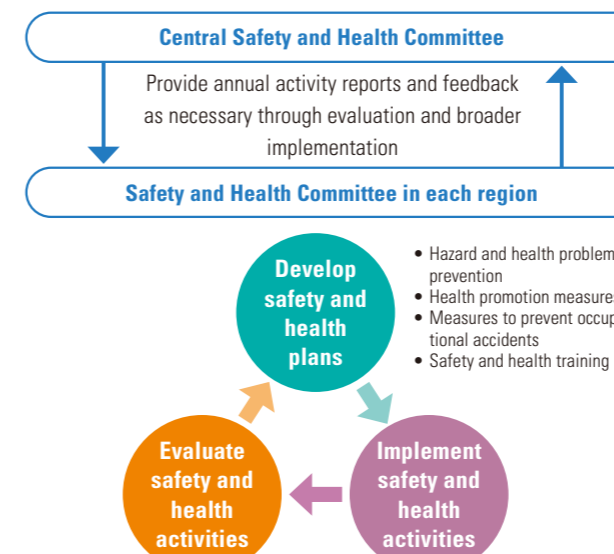 Central Safety and Health Committee
Provide annual activity reports and feedback
as necessary through evaluation and broader
implementation
Safety and Health Committee in each region
Develop
safety and
health
plans
• Hazard and health problem
prevention
• Health promotion measures
• Measures to prevent occup
tional accidents
• Safety and health training
Evaluate
safety and
health
activities
Implement
safety and
health
activities